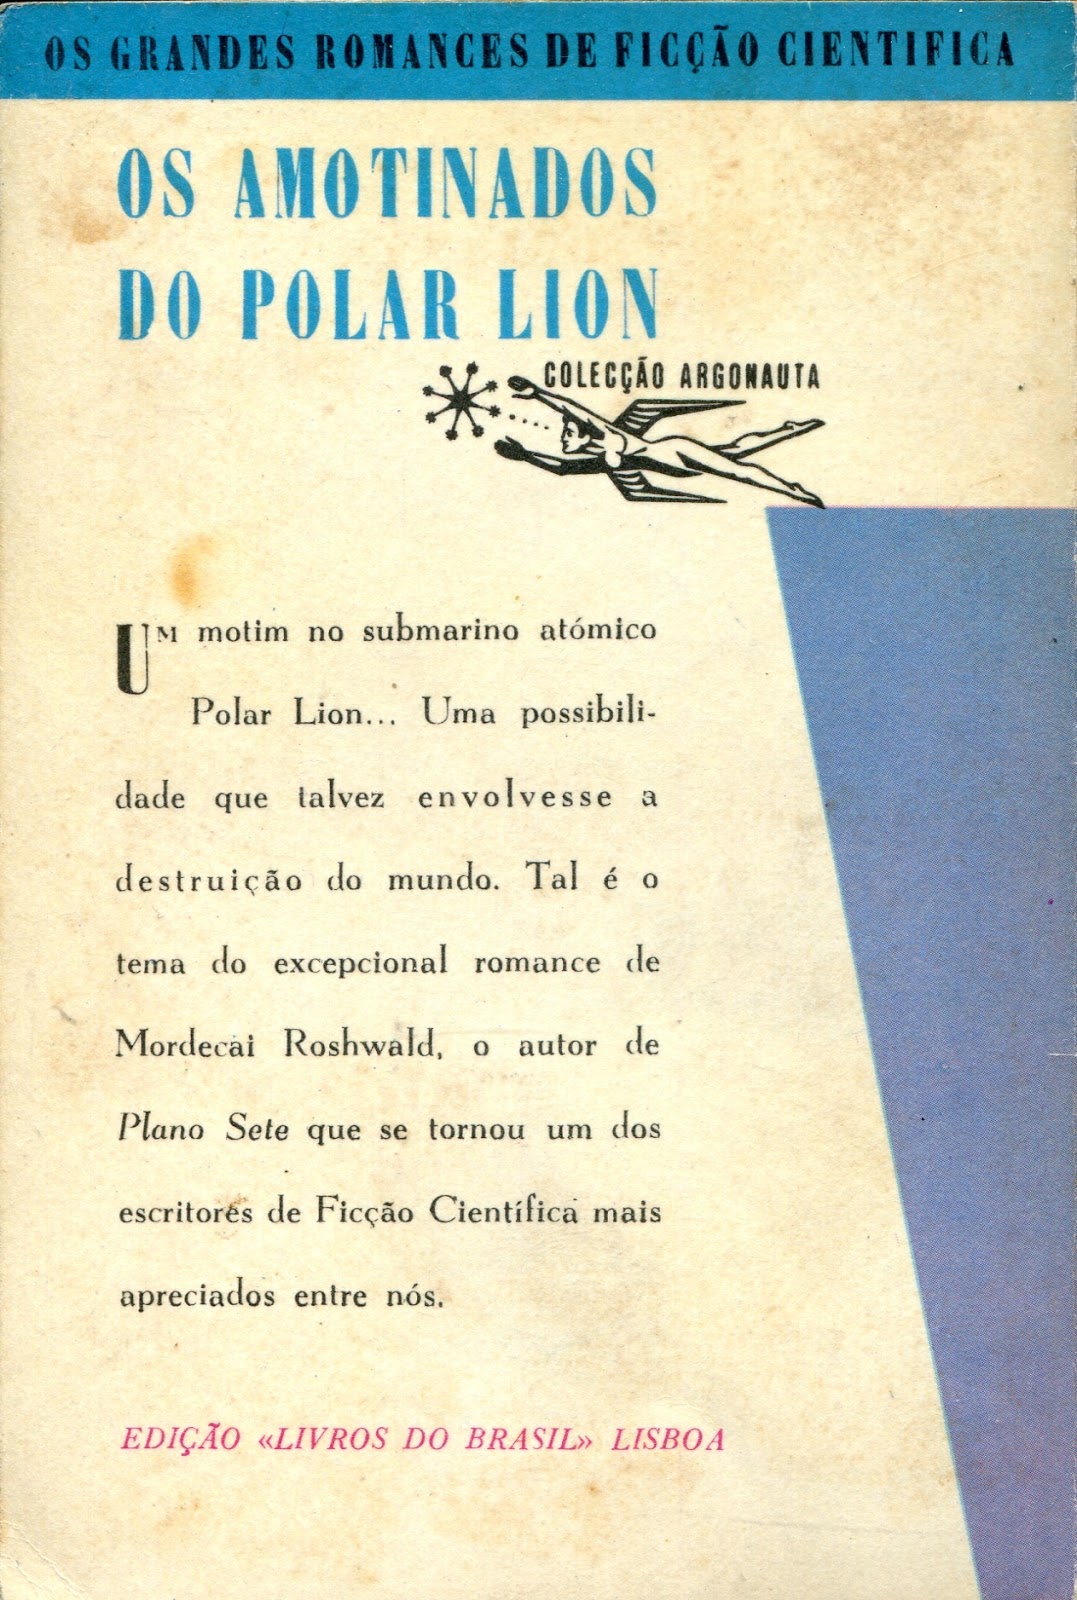 OS GRANDES ROMANCES DE FICÇÃO CIENTIFICA
OS AMOTINADOS
DO POLAR LION
COLECÇÃO ARGONAUTA
UM motim no submarino atómico
Polar Lion... Uma possibili-
dade que talvez envolvesse a
destruição do mundo. Tal é o
tema do excepcional romance de
Mordecai Roshwald, o autor de
Plano Sete que se tornou um dos
escritores de Ficção Científica mais
apreciados entre nós.
EDIÇÃO «LIVROS DO BRASIL» LISBOA